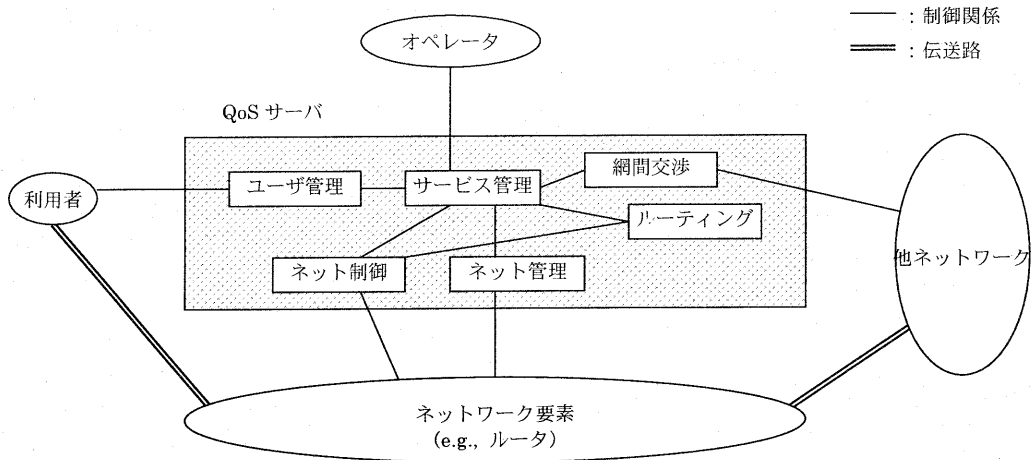 ─── : 制御関係
═══ : 伝送路
オペレータ
QoS サーバ
利用者
ユーザ管理
サービス管理
網間交渉
ルーティング
ネット制御
ネット管理
他ネットワーク
ネットワーク要素
(e.g., ルータ)